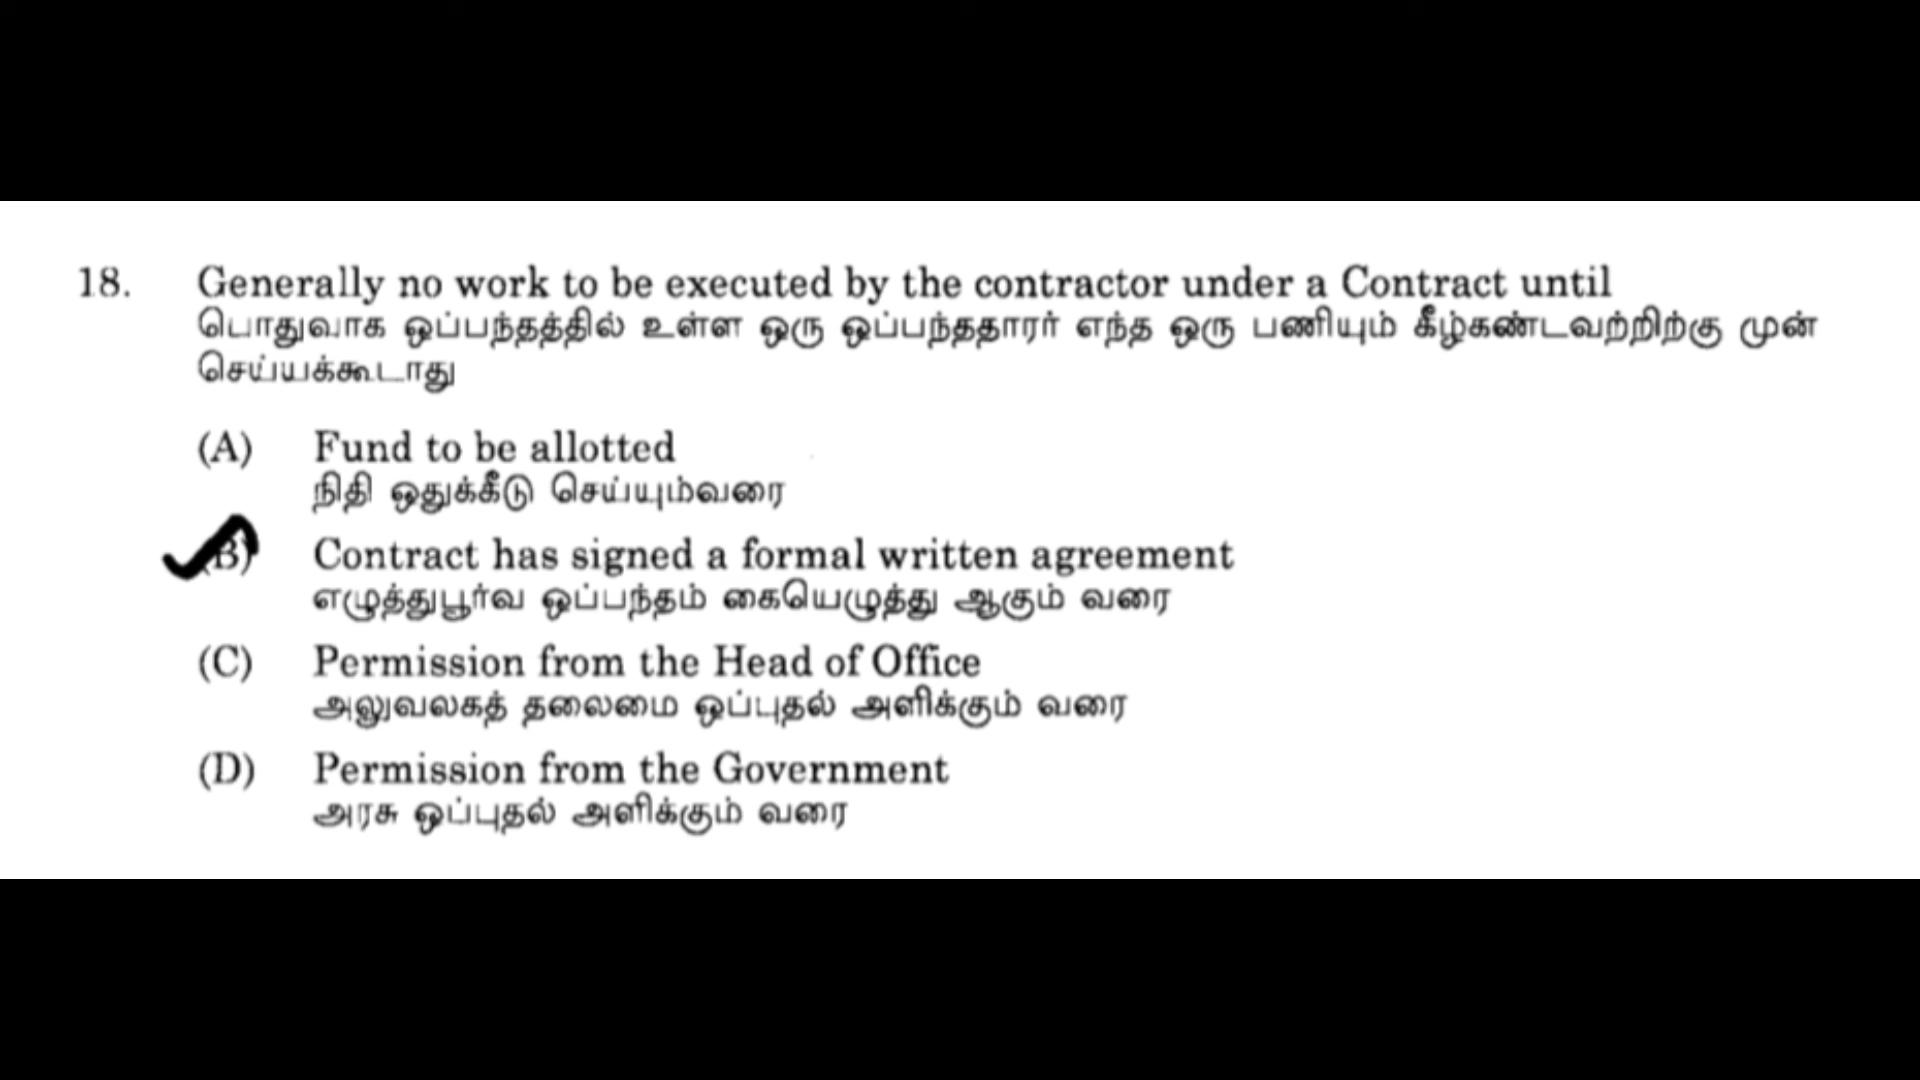 18. Generally no work to be executed by the contractor under a Contract until
பொதுவாக ஒப்பந்தத்தில் உள்ள ஒரு ஒப்பந்ததாரர் எந்த ஒரு பணியும் கீழ்கண்டவற்றிற்கு முன்
செய்யக்கூடாது
(A) Fund to be allotted
நிதி ஒதுக்கீடு செய்யும்வரை
(B) Contract has signed a formal written agreement
எழுத்துபூர்வ ஒப்பந்தம் கையெழுத்து ஆகும் வரை
(C) Permission from the Head of Office
அலுவலகத் தலைமை ஒப்புதல் அளிக்கும் வரை
(D) Permission from the Government
அரசு ஒப்புதல் அளிக்கும் வரை